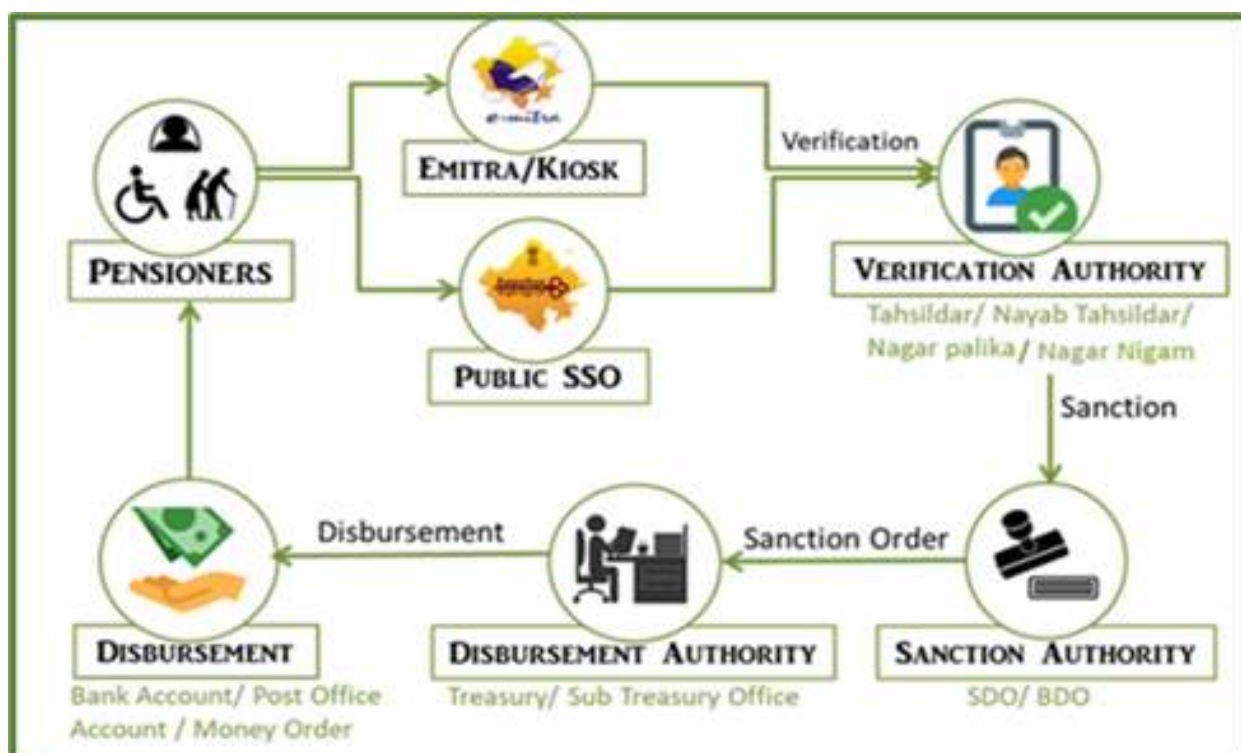 e-mitra
EMITRA/KIOSK
Verification
PENSIONERS
VERIFICATION AUTHORITY
Tahsildar/ Nayab Tahsildar/
Nagar palika/ Nagar Nigam
PUBLIC SSO
Sanction
Disbursement
Sanction Order
DISBURSEMENT
DISBURSEMENT AUTHORITY
SANCTION AUTHORITY
Bank Account/ Post Office
Account / Money Order
Treasury/ Sub Treasury Office
SDO/ BDO